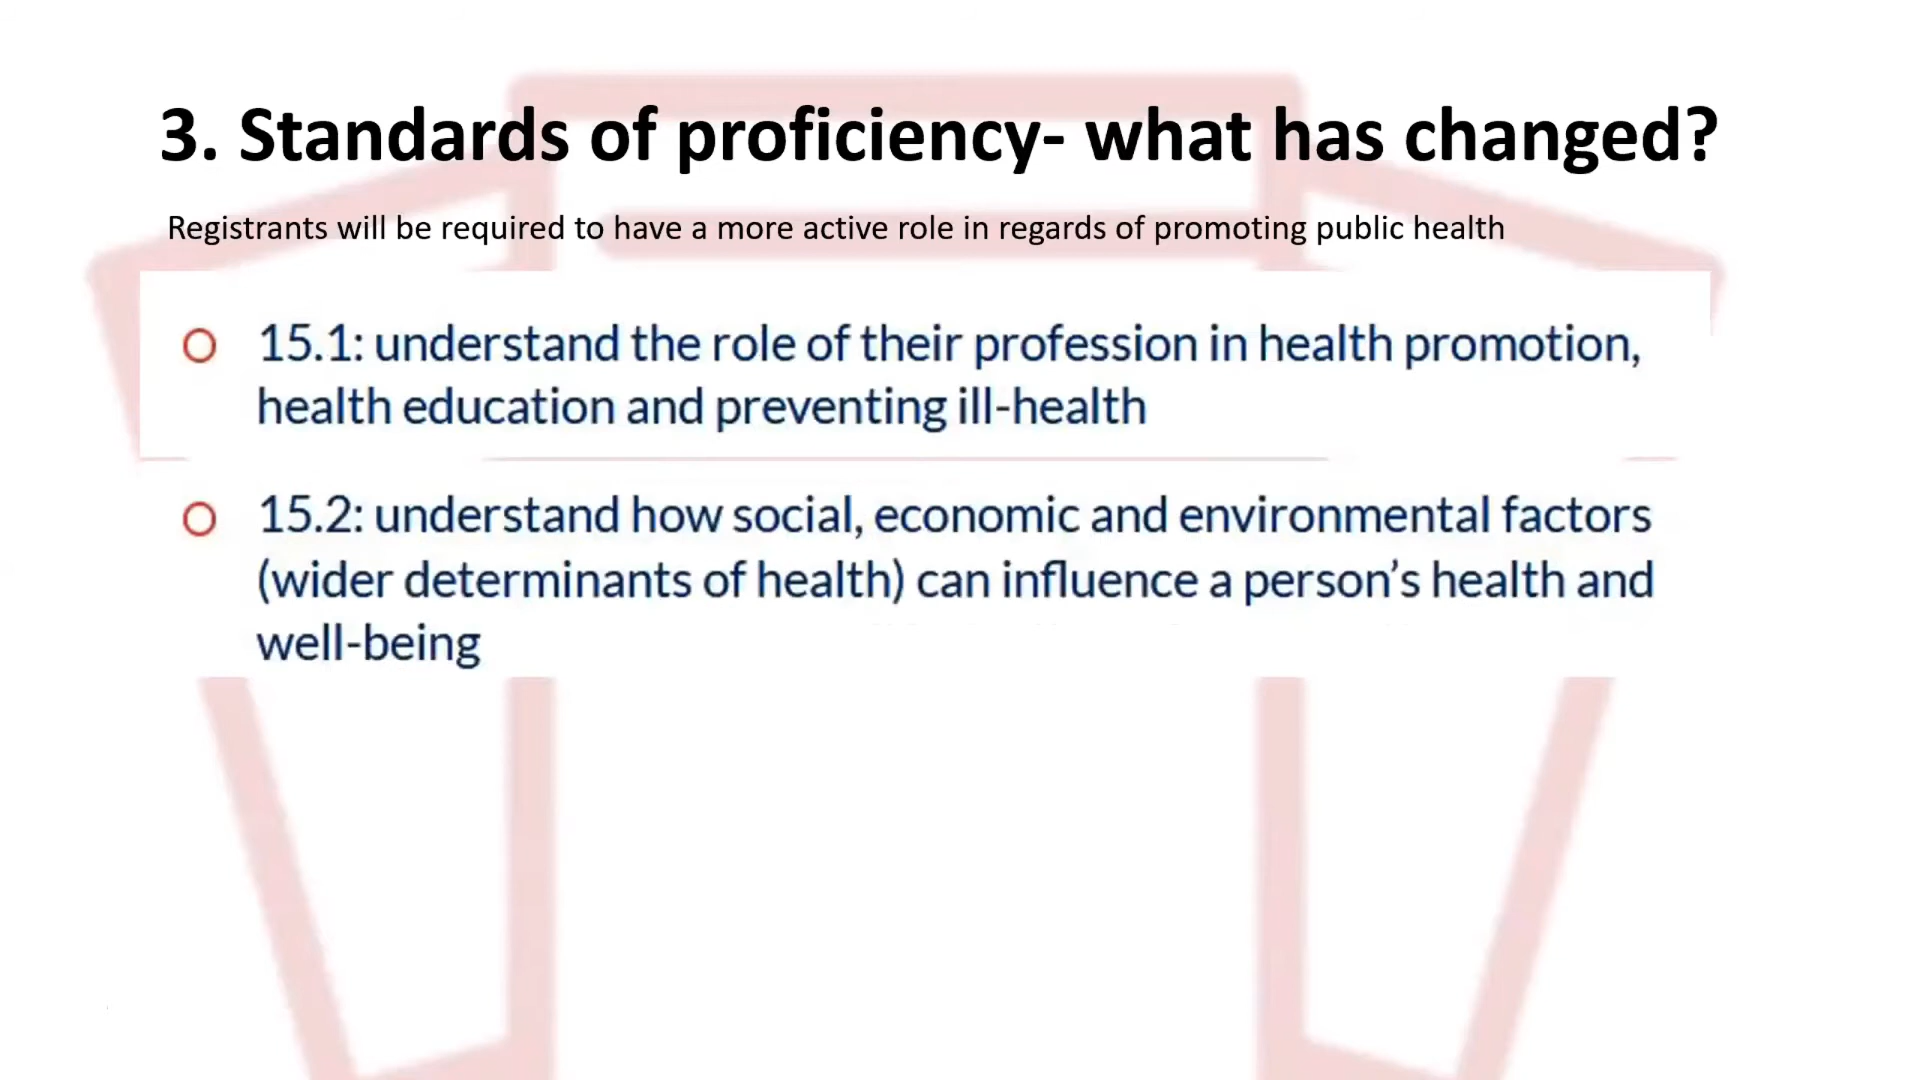 3. Standards of proficiency- what has changed?
Registrants will be required to have a more active role in regards of promoting public health
15.1: understand the role of their profession in health promotion,
health education and preventing ill-health
15.2: understand how social, economic and environmental factors
(wider determinants of health) can influence a person’s health and
well-being